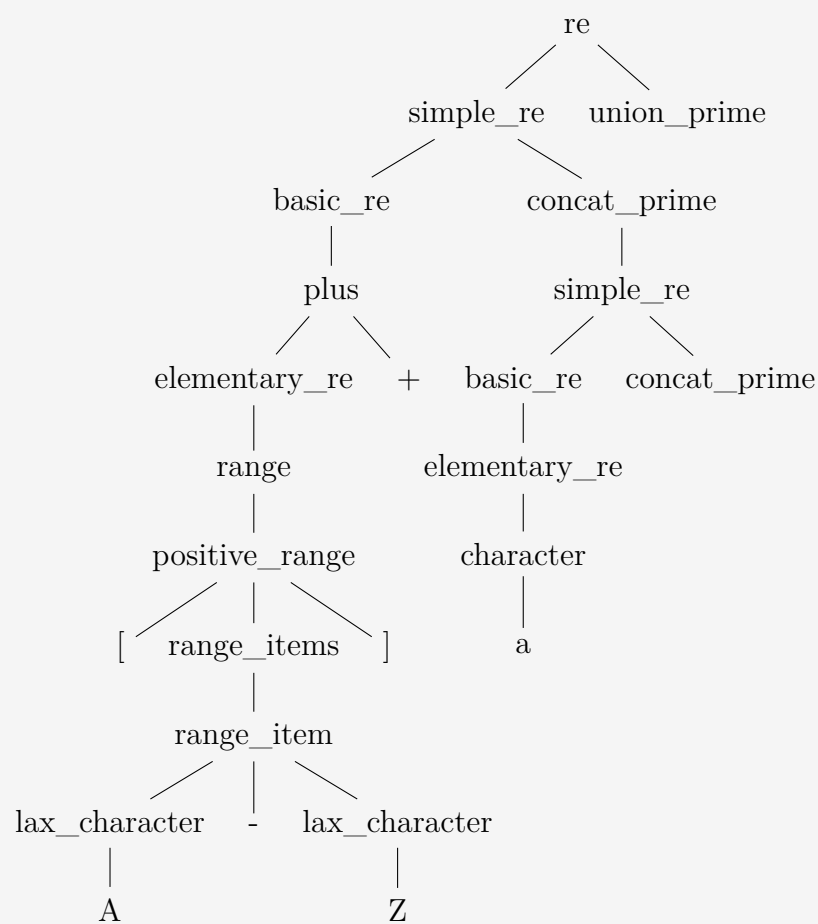 re
simple_re union_prime
basic_re concat_prime
plus simple_re
elementary_re + basic_re concat_prime
range elementary_re
positive_range character
[ range_items ] a
range_item
lax_character - lax_character
A Z